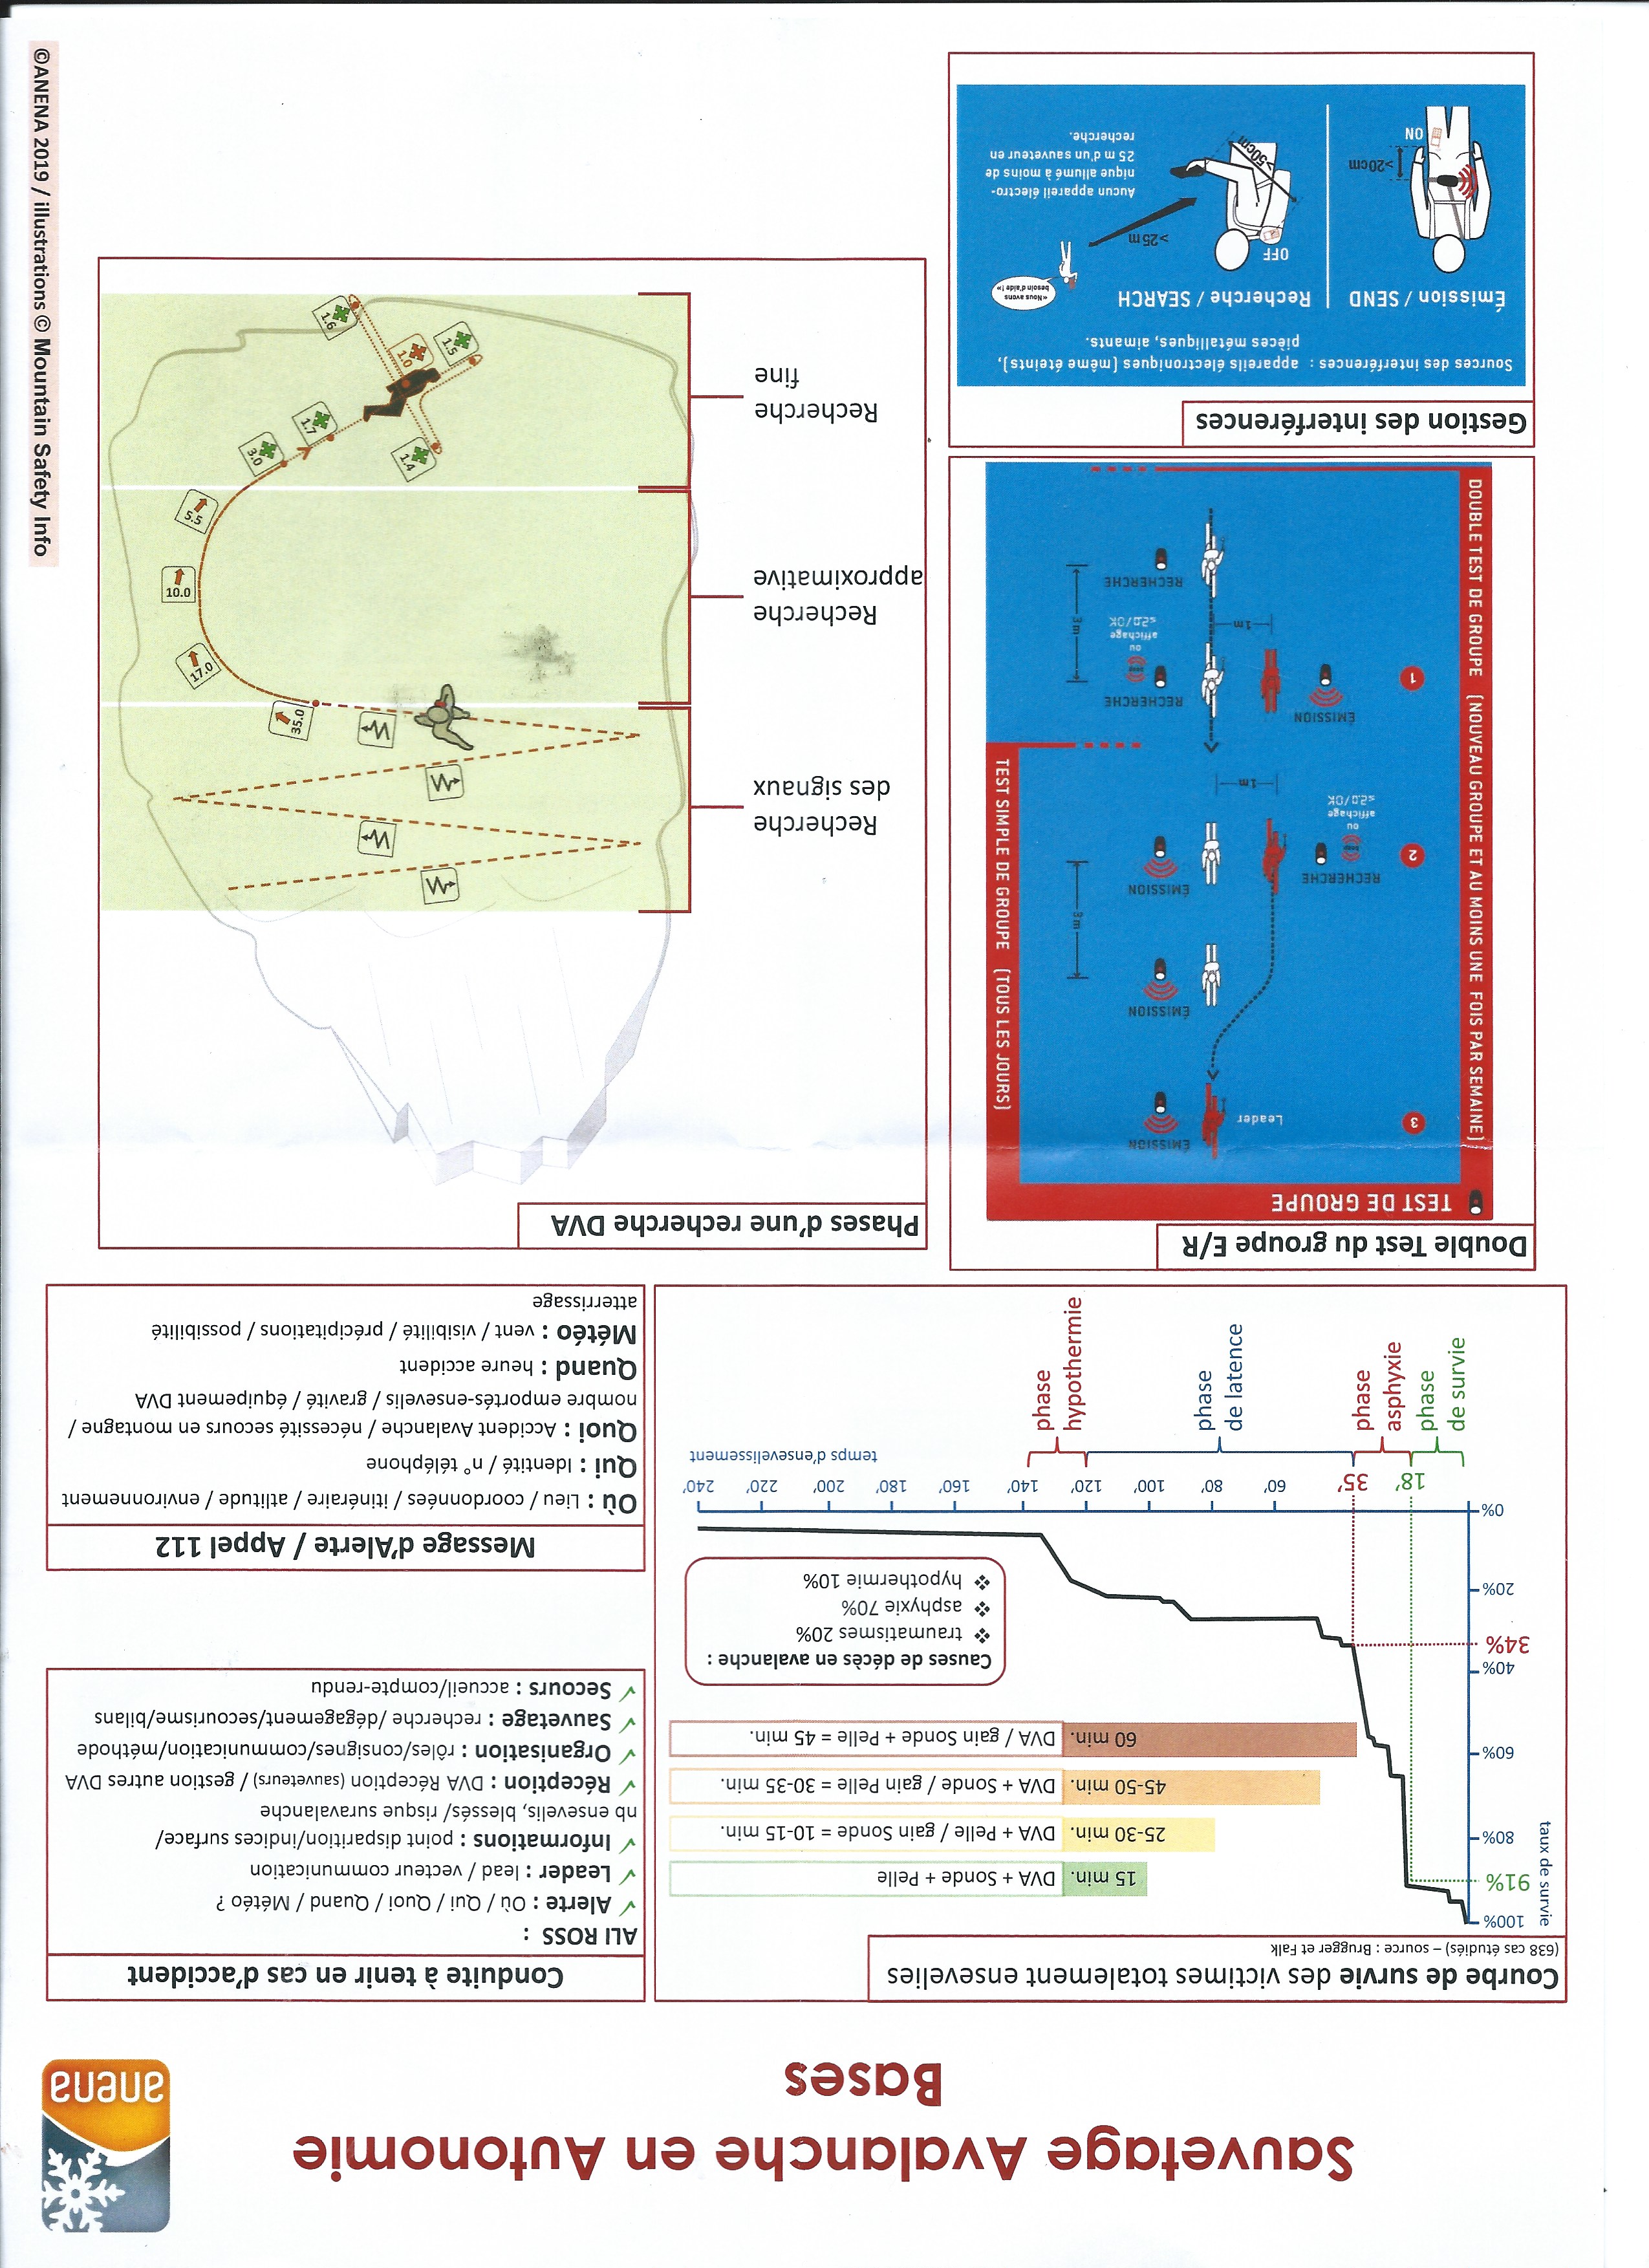 Sauvetage Avalanche en Autonomie
Bases
anena
Courbe de survie des victimes totalement ensevelies
(638 cas étudiés) – source : Brugger et Falk
taux de survie
100%
91%
80%
60%
40%
34%
20%
0%
15 min. DVA + Sonde + Pelle
25-30 min. DVA + Pelle / gain Sonde = 10-15 min.
45-50 min. DVA + Sonde / gain Pelle = 30-35 min.
60 min. DVA / gain Sonde + Pelle = 45 min.
Causes de décès en avalanche :
❖ traumatismes 20%
❖ asphyxie 70%
❖ hypothermie 10%
18’ 35’ 60’ 80’ 100’ 120’ 140’ 160’ 180’ 200’ 220’ 240’
temps d’ensevelissement
phase
de survie
phase
asphyxie
phase
de latence
phase
hypothermie
Conduite à tenir en cas d’accident
ALI ROSS :
✓ Alerte : Où / Qui / Quoi / Quand / Météo ?
✓ Leader : lead / vecteur communication
✓ Informations : point disparition/indices surface/
nb ensevelis, blessés/ risque suravalanche
✓ Réception : DVA Réception (sauveteurs) / gestion autres DVA
✓ Organisation : rôles/consignes/communication/méthode
✓ Sauvetage : recherche /dégagement/secourisme/bilans
✓ Secours : accueil/compte-rendu
Message d’Alerte / Appel 112
Où : Lieu / coordonnées / itinéraire / atlitude / environnement
Qui : Identité / n° téléphone
Quoi : Accident Avalanche / nécessité secours en montagne /
nombre emportés-ensevelis / gravité / équipement DVA
Quand : heure accident
Météo : vent / visibilité / précipitations / possibilité
atterrissage
Double Test du groupe E/R
TEST DE GROUPE
DOUBLE TEST DE GROUPE (NOUVEAU GROUPE ET AU MOINS UNE FOIS PAR SEMAINE)
TEST SIMPLE DE GROUPE (TOUS LES JOURS)
3
Leader
ÉMISSION
ÉMISSION
3m
2
RECHERCHE
ou
affichage
≤2.0/OK
ÉMISSION
1m
1
ÉMISSION
RECHERCHE
ou
affichage
≤2.0/OK
1m
3m
RECHERCHE
Gestion des interférences
Sources des interférences : appareils électroniques (même éteints),
pièces métalliques, aimants.
Émission / SEND
>20cm
ON
Recherche / SEARCH
OFF
>50cm
>25m
«Nous avons
besoin d'aide !»
Aucun appareil électro-
nique allumé à moins de
25 m d'un sauveteur en
recherche.
Phases d’une recherche DVA
Recherche
des signaux
Recherche
approximative
Recherche
fine
35.0
17.0
10.0
5.5
3.0
1.7
1.4
1.5
1.0
1.6
©ANENA 2019 / illustrations © Mountain Safety Info